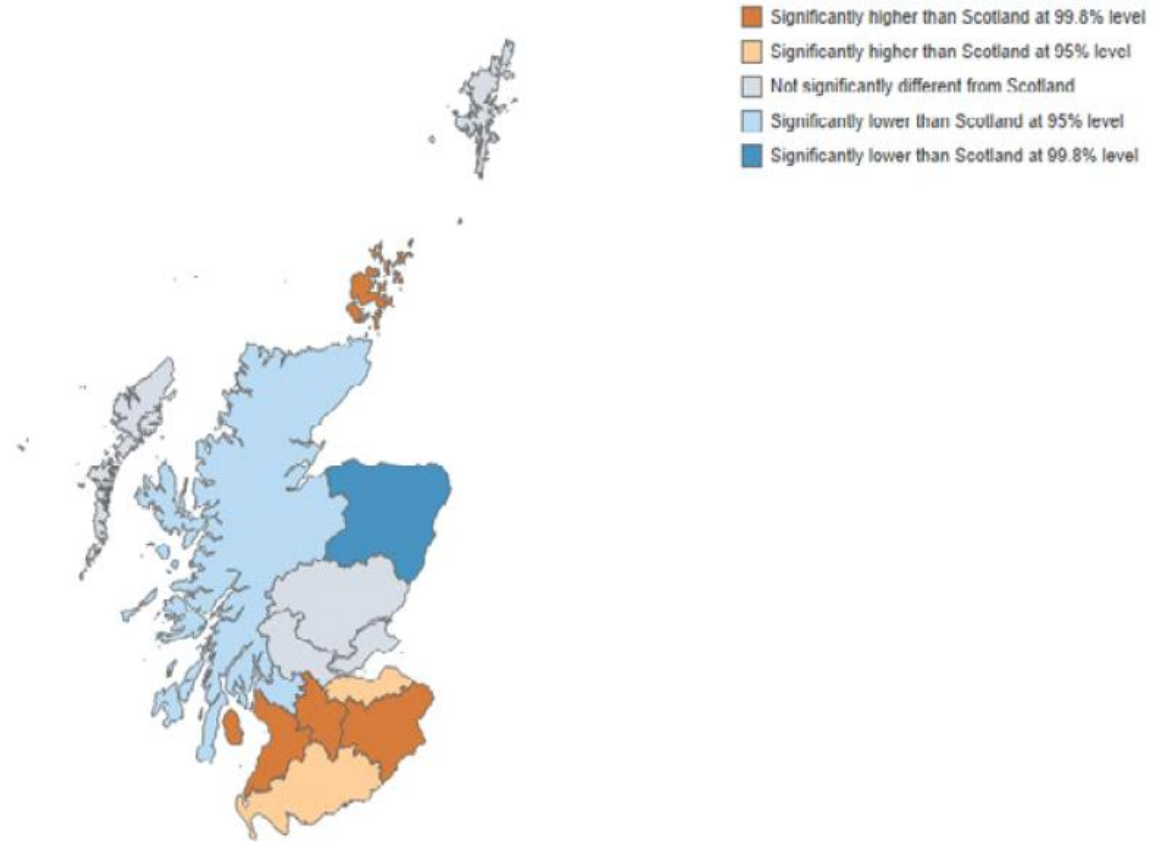 Significantly higher than Scotland at 99.8% level
Significantly higher than Scotland at 95% level
Not significantly different from Scotland
Significantly lower than Scotland at 95% level
Significantly lower than Scotland at 99.8% level